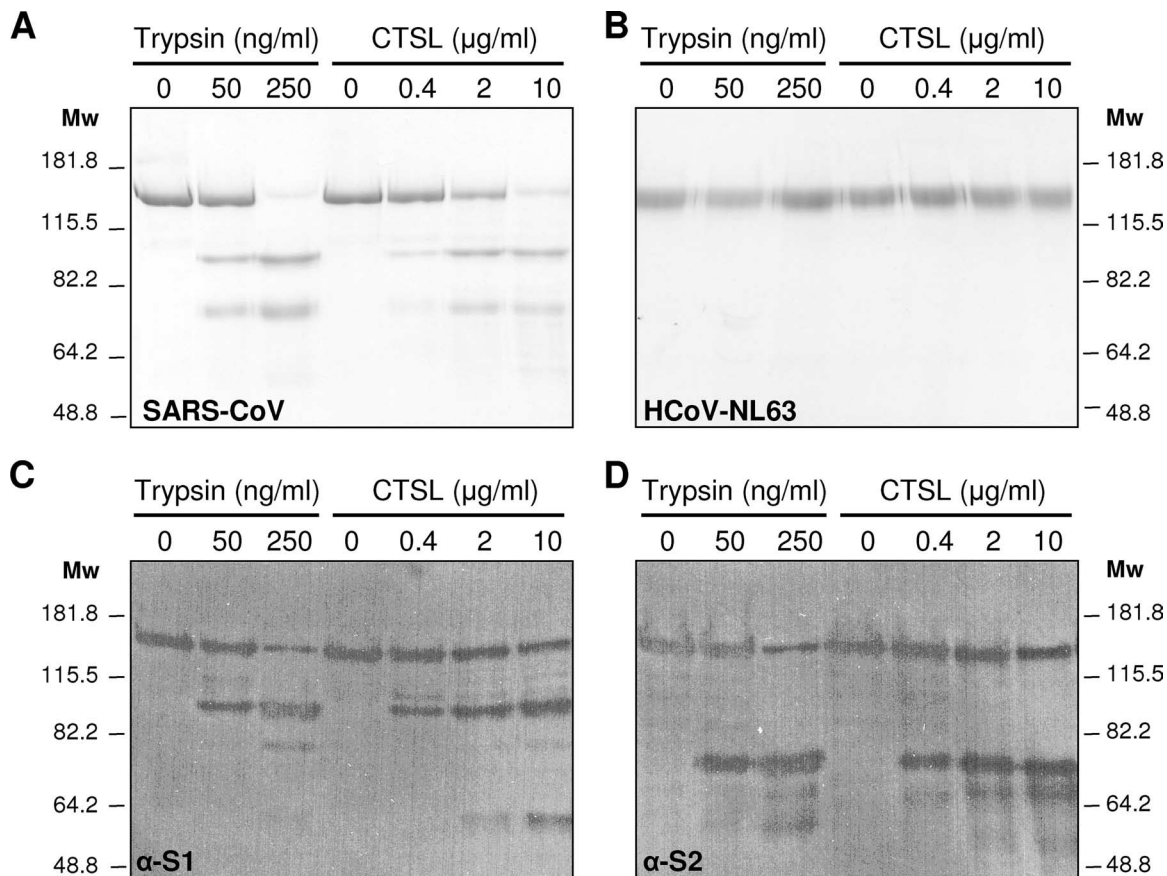 A
Trypsin (ng/ml) CTSL (µg/ml)
0 50 250 0 0.4 2 10
Mw
181.8
115.5
82.2
64.2
48.8
SARS-CoV
B
Trypsin (ng/ml) CTSL (µg/ml)
0 50 250 0 0.4 2 10
Mw
181.8
115.5
82.2
64.2
48.8
HCoV-NL63
C
Trypsin (ng/ml) CTSL (µg/ml)
0 50 250 0 0.4 2 10
Mw
181.8
115.5
82.2
64.2
48.8
α-S1
D
Trypsin (ng/ml) CTSL (µg/ml)
0 50 250 0 0.4 2 10
Mw
181.8
115.5
82.2
64.2
48.8
α-S2